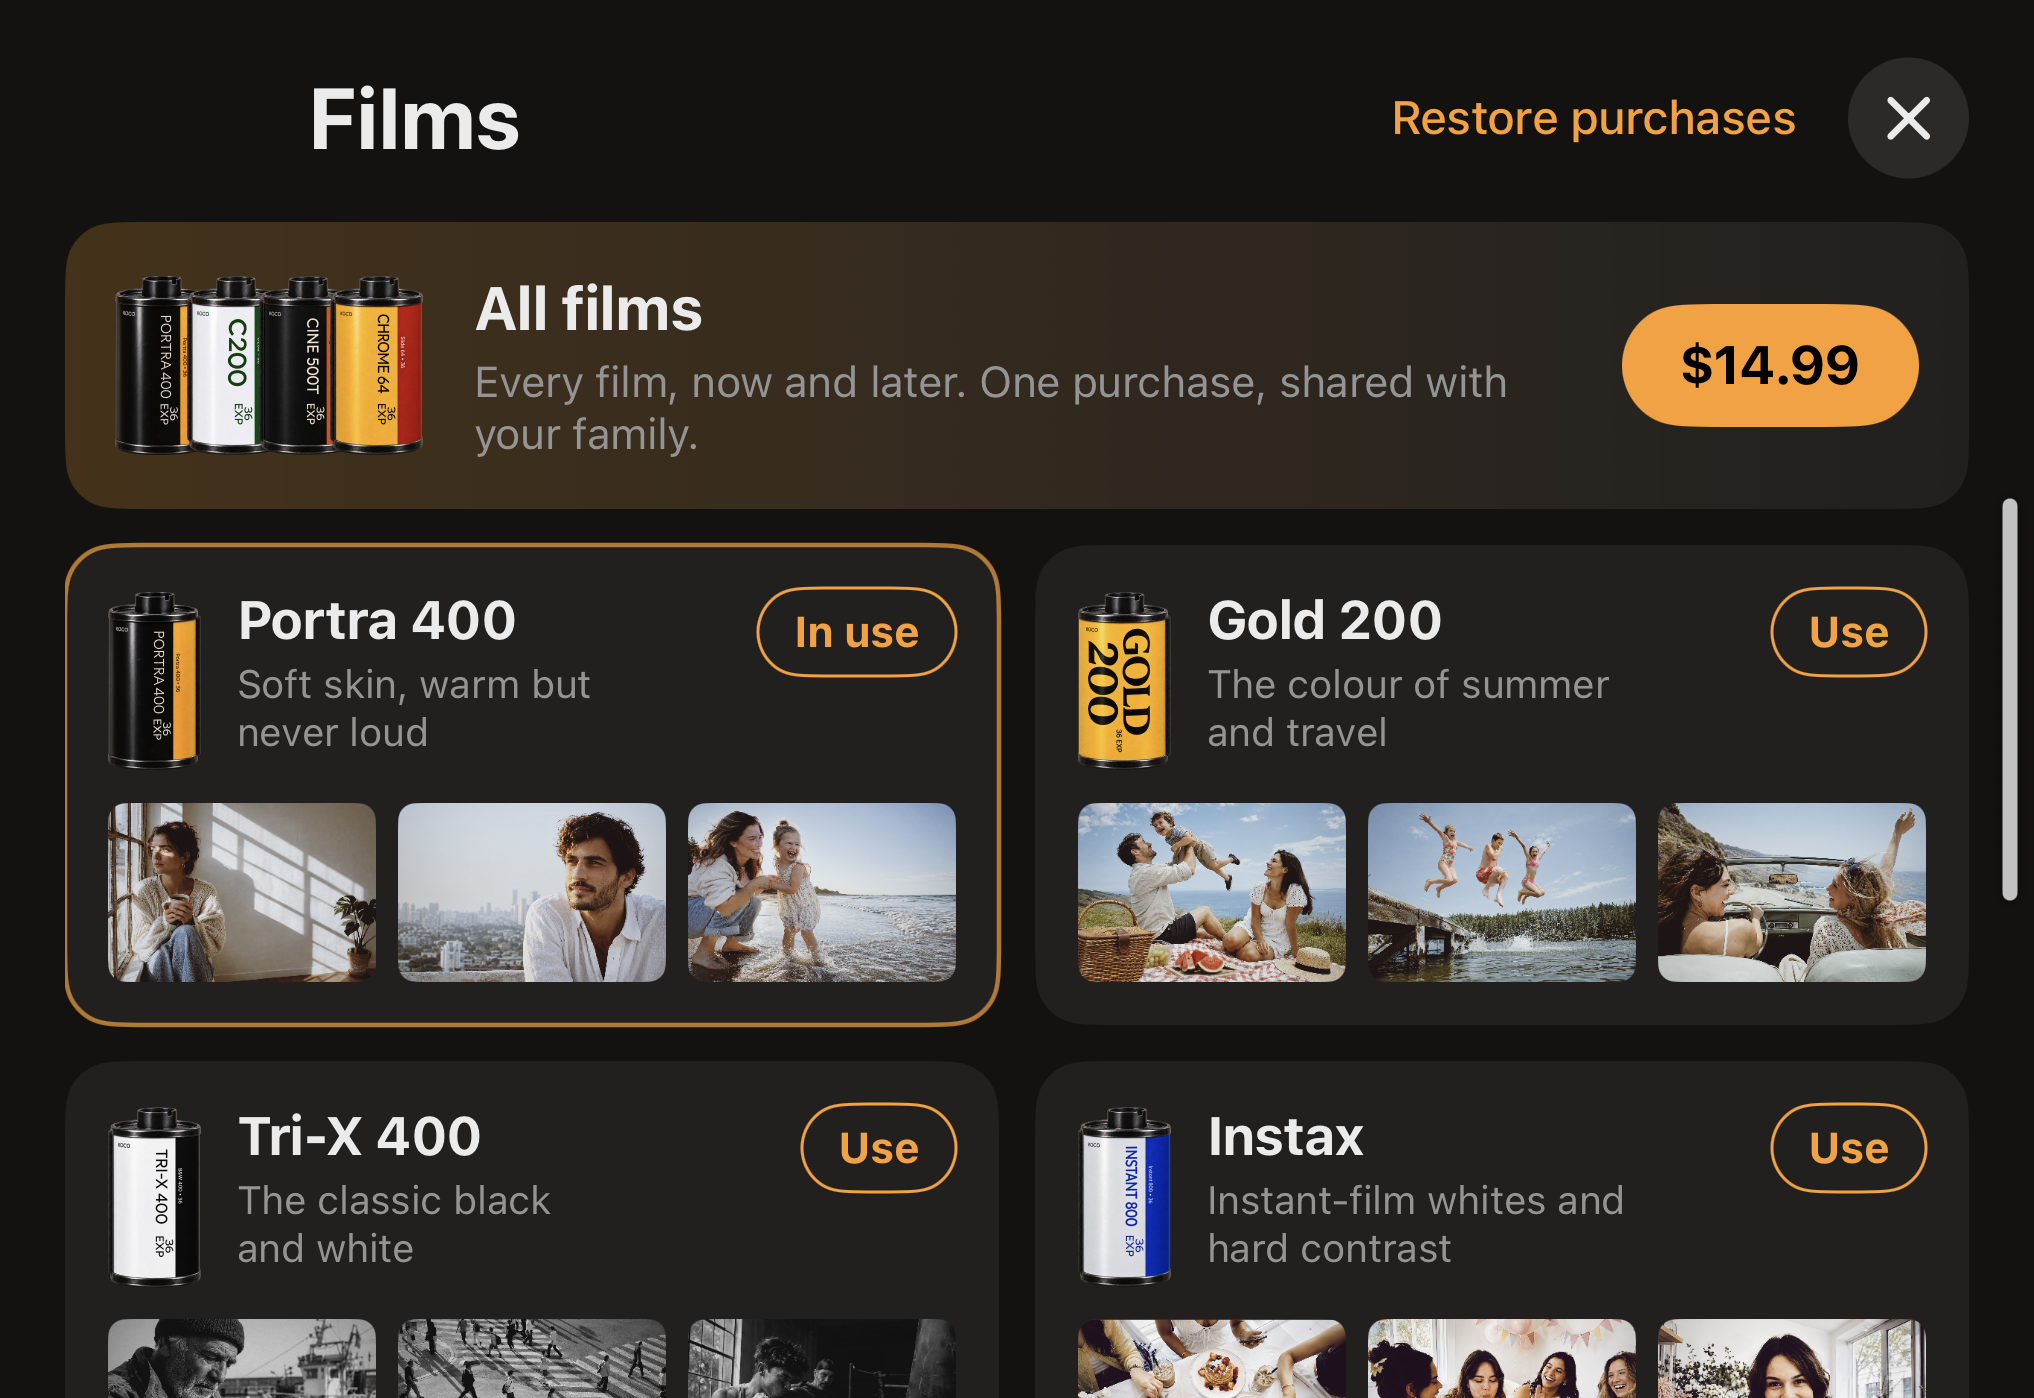 Films
Restore purchases
PORTRA 400
36
EXP
C200
36
EXP
CINE 500T
36
EXP
CHROME 64
36
EXP
All films
Every film, now and later. One purchase, shared with
your family.
$14.99
PORTRA 400
36
EXP
Portra 400
Soft skin, warm but
never loud
In use
GOLD
200
36 EXP
Gold 200
The colour of summer
and travel
Use
TRI-X 400
36
EXP
Tri-X 400
The classic black
and white
Use
INSTANT 800
36
EXP
Instax
Instant-film whites and
hard contrast
Use